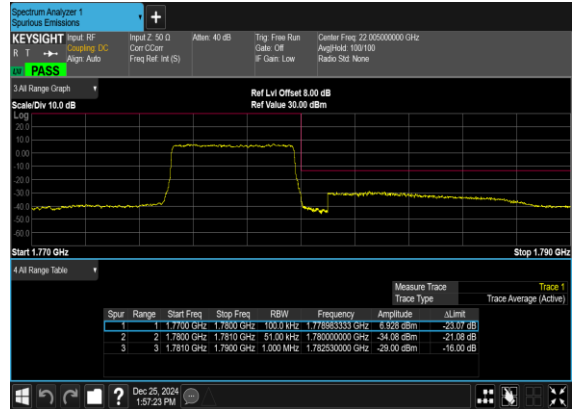 Spectrum Analyzer 1
Spurious Emissions
KEYSIGHT Input: RF Input Z: 50 Ω Atten: 40 dB Trig: Free Run Center Freq: 22.005000000 GHz
R T Coupling: DC Corr CCorr Gate: Off Avg|Hold: 100/100
Align: Auto Freq Ref: Int (S) IF Gain: Low Radio Std: None
PASS
3 All Range Graph
Ref Lvl Offset 8.00 dB
Scale/Div 10.0 dB Ref Value 30.00 dBm
Log
20.0
10.0
0.00
-10.0
-20.0
-30.0
-40.0
-50.0
-60.0
Start 1.770 GHz Stop 1.790 GHz
4 All Range Table
Measure Trace Trace 1
Trace Type Trace Average (Active)
Spur Range Start Freq Stop Freq RBW Frequency Amplitude ΔLimit
1 1 1.7700 GHz 1.7800 GHz 100.0 kHz 1.778983333 GHz 6.928 dBm -23.07 dB
2 2 1.7800 GHz 1.7810 GHz 51.00 kHz 1.780000000 GHz -34.08 dBm -21.08 dB
3 3 1.7810 GHz 1.7900 GHz 1.000 MHz 1.782530000 GHz -29.00 dBm -16.00 dB
? Dec 25, 2024
1:57:23 PM